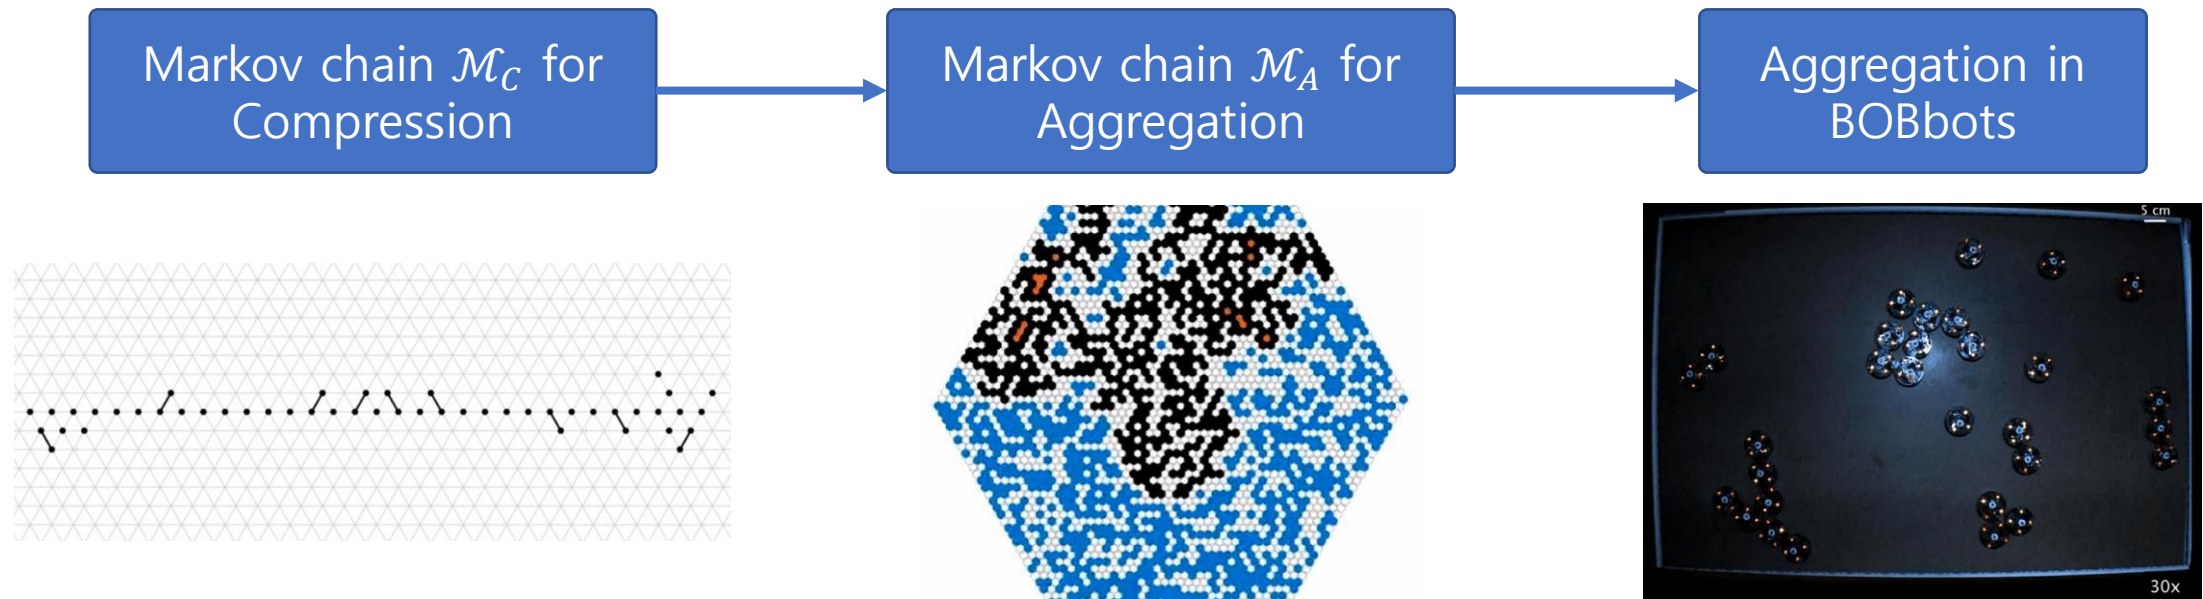 Markov chain ℳ_C for
Compression
Markov chain ℳ_A for
Aggregation
Aggregation in
BOBbots
5 cm
30x